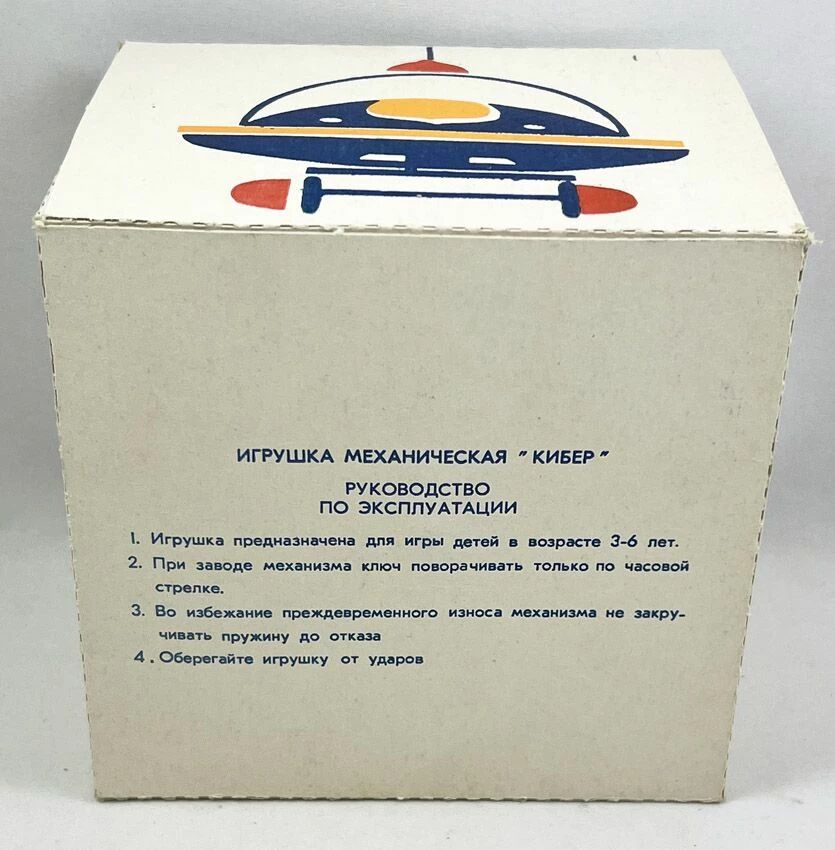 ИГРУШКА МЕХАНИЧЕСКАЯ "КИБЕР"
РУКОВОДСТВО
ПО ЭКСПЛУАТАЦИИ
1. Игрушка предназначена для игры детей в возрасте 3-6 лет.
2. При заводе механизма ключ поворачивать только по часовой
стрелке.
3. Во избежание преждевременного износа механизма не закру-
чивать пружину до отказа
4. Оберегайте игрушку от ударов